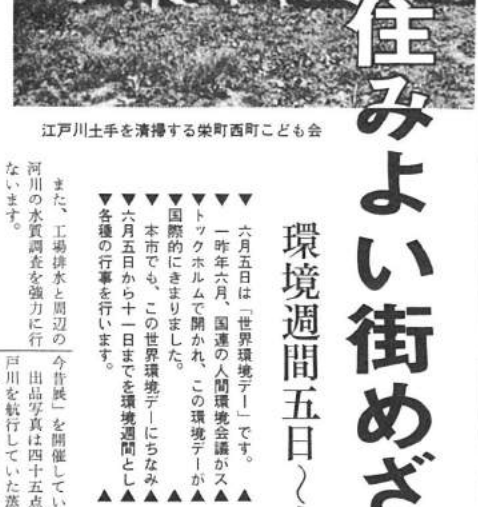 住みよい街めざ
環境週間五日〜
江戸川土手を清掃する栄町西町こども会
▼　六月五日は「世界環境デー」です。▲
▼　一昨年六月、国連の人間環境会議がス▲
▼トックホルムで開かれ、この環境デーが▲
▼国際的にきまりました。▲
▼　本市でも、この世界環境デーにちなみ▲
▼六月五日から十一日までを環境週間とし▲
▼各種の行事を行います。▲
また、工場排水と周辺の
河川の水質調査を強力に行
ないます。
今昔展」を開催してい
出品写真は四十五点
戸川を航行していた蒸